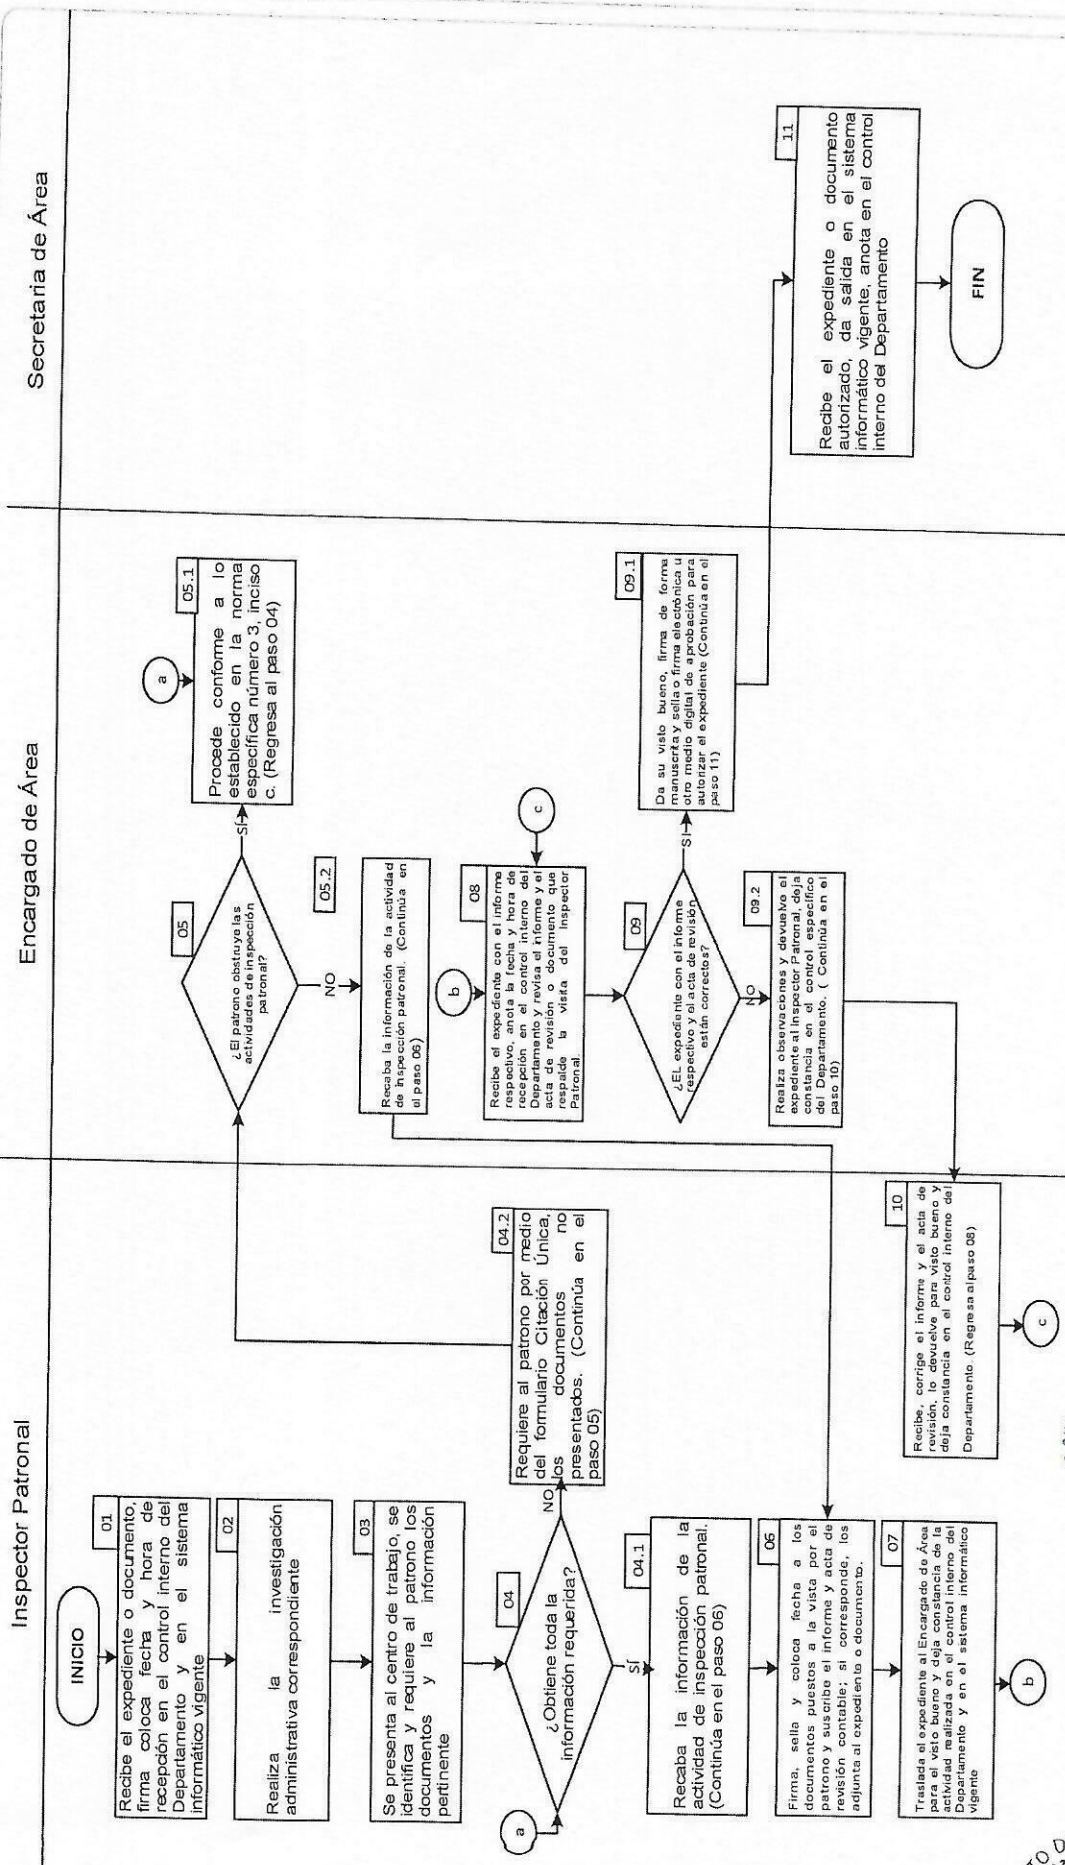 Inspector Patronal
Encargado de Área
Secretaria de Área
INICIO
01
Recibe el expediente o documento,
firma coloca fecha y hora de
recepción en el control interno del
Departamento y en el sistema
informático vigente
02
Realiza la investigación
administrativa correspondiente
03
Se presenta al centro de trabajo, se
identifica y requiere al patrono los
documentos y la información
pertinente
04
¿Obtiene toda la
información requerida?
a
NO
SÍ
04.2
Requiere al patrono por medio
del formulario Citación Única,
los documentos no
presentados. (Continúa en el
paso 05)
04.1
Recaba la información de la
actividad de inspección patronal.
(Continúa en el paso 06)
06
Firma, sella y coloca fecha a los
documentos puestos a la vista por el
patrono y suscribe el informe y acta de
revisión contable; si corresponde, los
adjunta al expediente o documento.
07
Traslada el expediente al Encargado de Área
para el visto bueno y deja constancia de la
actividad realizada en el control interno del
Departamento y en el sistema informático
vigente
b
05
¿El patrono obstruye las
actividades de inspección
patronal?
SÍ
NO
a
05.1
Procede conforme a lo
establecido en la norma
específica número 3, inciso
c. (Regresa al paso 04)
05.2
Recaba la información de la actividad
de inspección patronal. (Continúa en
el paso 06)
b
08
Recibe el expediente con el informe
respectivo, anota la fecha y hora de
recepción en el control interno del
Departamento y revisa el informe y el
acta de revisión o documento que
respalde la visita del Inspector
Patronal.
c
09
¿EL expediente con el informe
respectivo y el acta de revisión
están correctos?
SÍ
NO
09.1
Da su visto bueno, firma de forma
manuscrita y sella o firma electrónica u
otro medio digital de aprobación para
autorizar el expediente (Continúa en el
paso 11)
09.2
Realiza observaciones y devuelve el
expediente al Inspector Patronal, deja
constancia en el control específico
del Departamento. ( Continúa en el
paso 10)
10
Recibe, corrige el informe y el acta de
revisión, lo devuelve para visto bueno y
deja constancia en el control interno del
Departamento. (Regresa al paso 08)
c
11
Recibe el expediente o documento
autorizado, da salida en el sistema
informático vigente, anota en el control
interno del Departamento
FIN